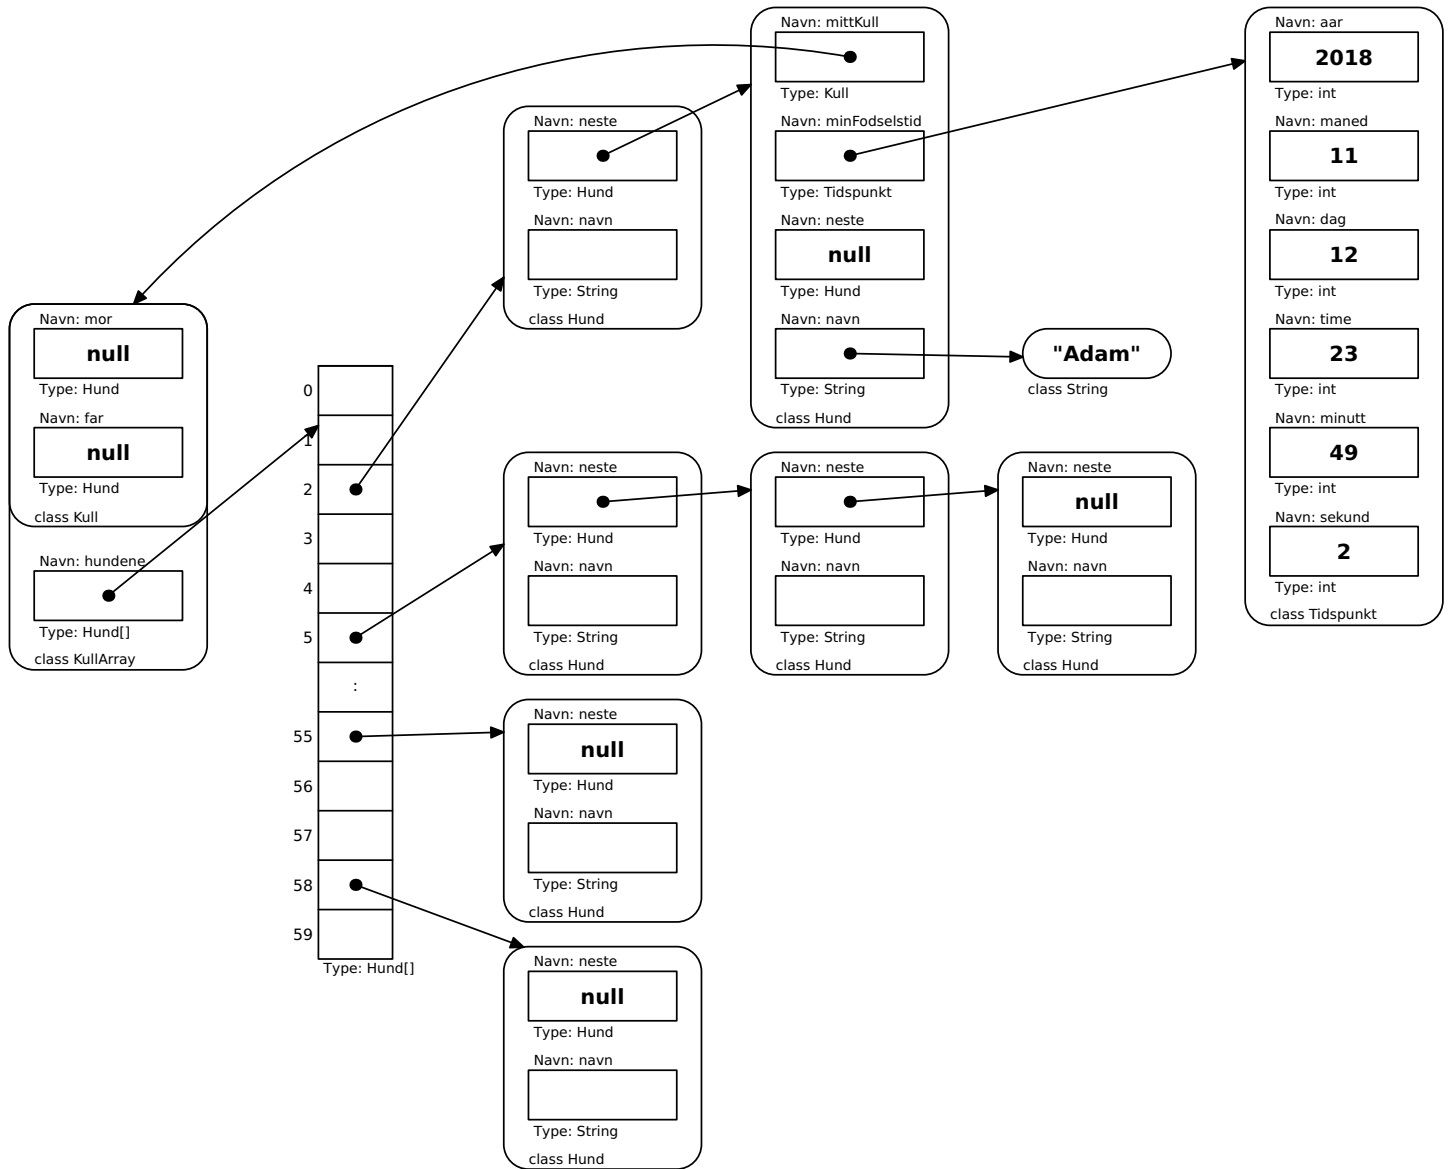 Navn: mor
null
Type: Hund
Navn: far
null
Type: Hund
class Kull
Navn: hundene
Type: Hund[]
class KullArray
0
1
2
3
4
5
:
55
56
57
58
59
Type: Hund[]
Navn: neste
Type: Hund
Navn: navn
Type: String
class Hund
Navn: mittKull
Type: Kull
Navn: minFodselstid
Type: Tidspunkt
Navn: neste
null
Type: Hund
Navn: navn
Type: String
class Hund
"Adam"
class String
Navn: aar
2018
Type: int
Navn: maned
11
Type: int
Navn: dag
12
Type: int
Navn: time
23
Type: int
Navn: minutt
49
Type: int
Navn: sekund
2
Type: int
class Tidspunkt
Navn: neste
Type: Hund
Navn: navn
Type: String
class Hund
Navn: neste
Type: Hund
Navn: navn
Type: String
class Hund
Navn: neste
null
Type: Hund
Navn: navn
Type: String
class Hund
Navn: neste
null
Type: Hund
Navn: navn
Type: String
class Hund
Navn: neste
null
Type: Hund
Navn: navn
Type: String
class Hund